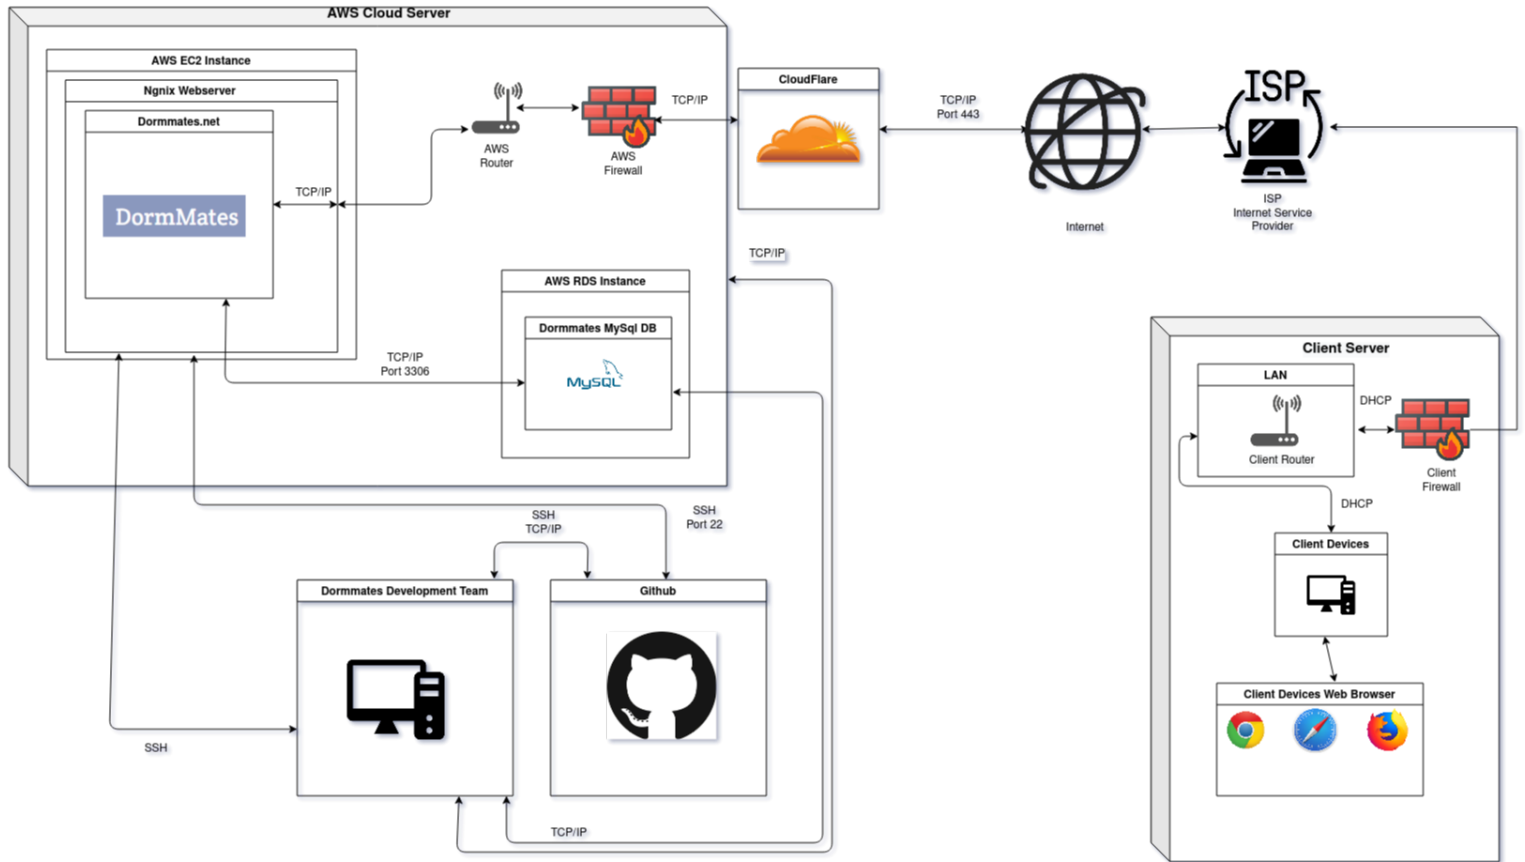 AWS Cloud Server
AWS EC2 Instance
Ngnix Webserver
Dormmates.net
DormMates
TCP/IP
AWS
Router
AWS
Firewall
TCP/IP
CloudFlare
TCP/IP
Port 443
Internet
ISP
ISP
Internet Service
Provider
TCP/IP
AWS RDS Instance
Dormmates MySql DB
MySQL
TCP/IP
Port 3306
SSH
Port 22
SSH
TCP/IP
Dormmates Development Team
Github
SSH
TCP/IP
Client Server
LAN
Client Router
DHCP
Client
Firewall
DHCP
Client Devices
Client Devices Web Browser